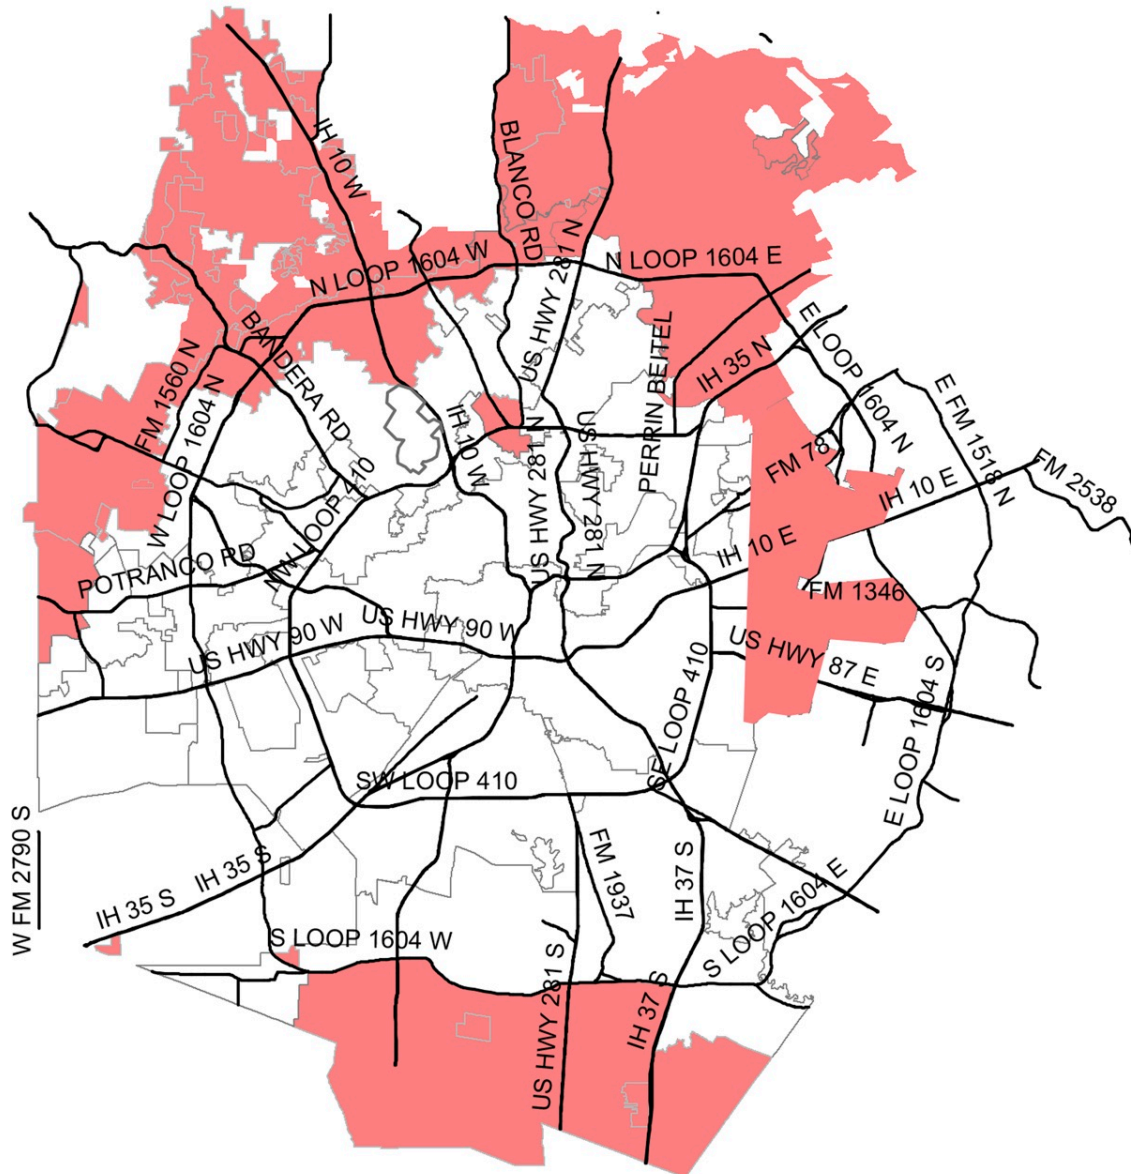 IH 10 W
BLANCO RD
US HWY 281 N
N LOOP 1604 W
N LOOP 1604 E
BANDERA RD
FM 1560 N
W LOOP 1604 N
PERRIN BEITEL
IH 35 N
E LOOP 1604 N
E FM 1518 N
IH 10 W
US HWY 281 N
US HWY 281 N
FM 78
IH 10 E
FM 2538
NW LOOP 410
POTRANCO RD
IH 10 E
FM 1346
US HWY 90 W
US HWY 90 W
US HWY 87 E
SE LOOP 410
E LOOP 1604 S
SW LOOP 410
W FM 2790 S
IH 35 S
IH 35 S
FM 1937
IH 37 S
S LOOP 1604 E
S LOOP 1604 W
US HWY 281 S
IH 37 S